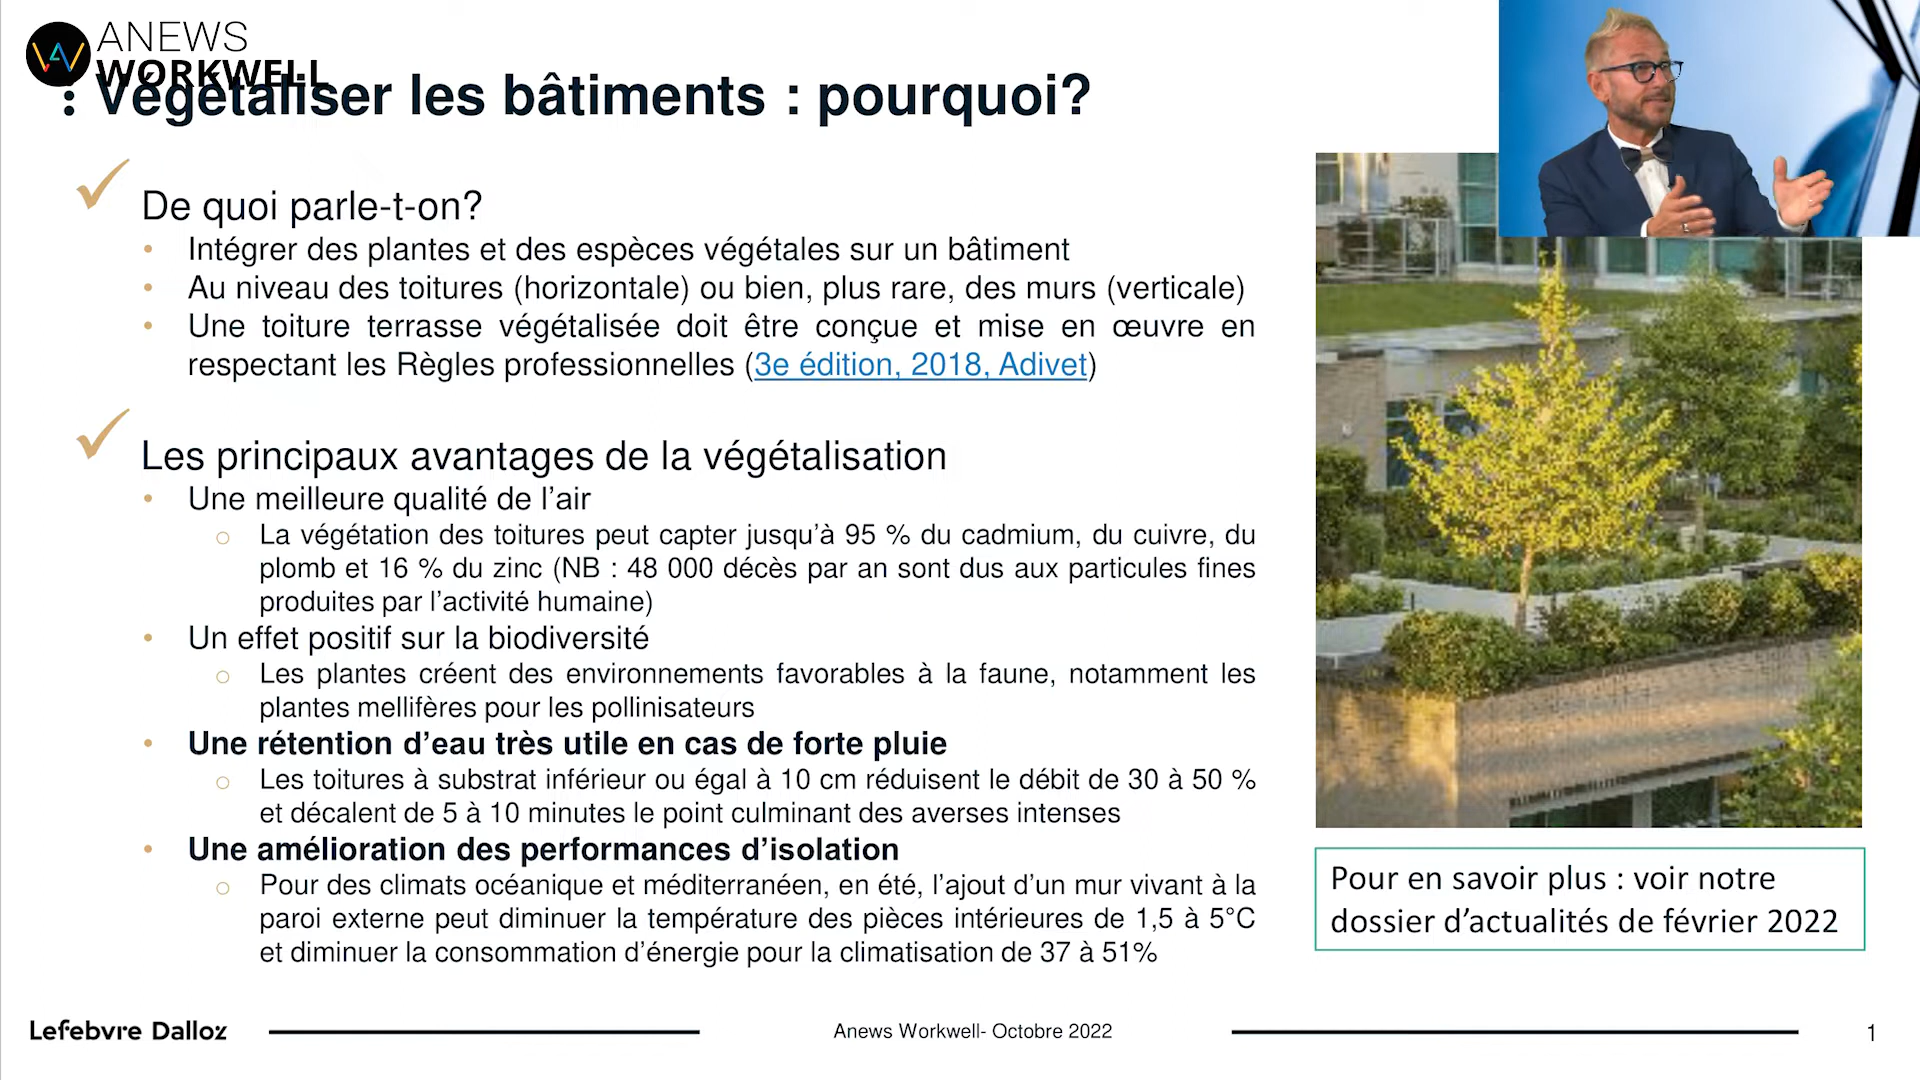 ANEWS
WORKWELL
: Végétaliser les bâtiments : pourquoi?
De quoi parle-t-on?
• Intégrer des plantes et des espèces végétales sur un bâtiment
• Au niveau des toitures (horizontale) ou bien, plus rare, des murs (verticale)
• Une toiture terrasse végétalisée doit être conçue et mise en œuvre en
respectant les Règles professionnelles (3e édition, 2018, Adivet)
Les principaux avantages de la végétalisation
• Une meilleure qualité de l’air
o La végétation des toitures peut capter jusqu’à 95 % du cadmium, du cuivre, du
plomb et 16 % du zinc (NB : 48 000 décès par an sont dus aux particules fines
produites par l’activité humaine)
• Un effet positif sur la biodiversité
o Les plantes créent des environnements favorables à la faune, notamment les
plantes mellifères pour les pollinisateurs
• Une rétention d’eau très utile en cas de forte pluie
o Les toitures à substrat inférieur ou égal à 10 cm réduisent le débit de 30 à 50 %
et décalent de 5 à 10 minutes le point culminant des averses intenses
• Une amélioration des performances d’isolation
o Pour des climats océanique et méditerranéen, en été, l’ajout d’un mur vivant à la
paroi externe peut diminuer la température des pièces intérieures de 1,5 à 5°C
et diminuer la consommation d’énergie pour la climatisation de 37 à 51%
Pour en savoir plus : voir notre
dossier d’actualités de février 2022
Lefebvre Dalloz
Anews Workwell- Octobre 2022
1